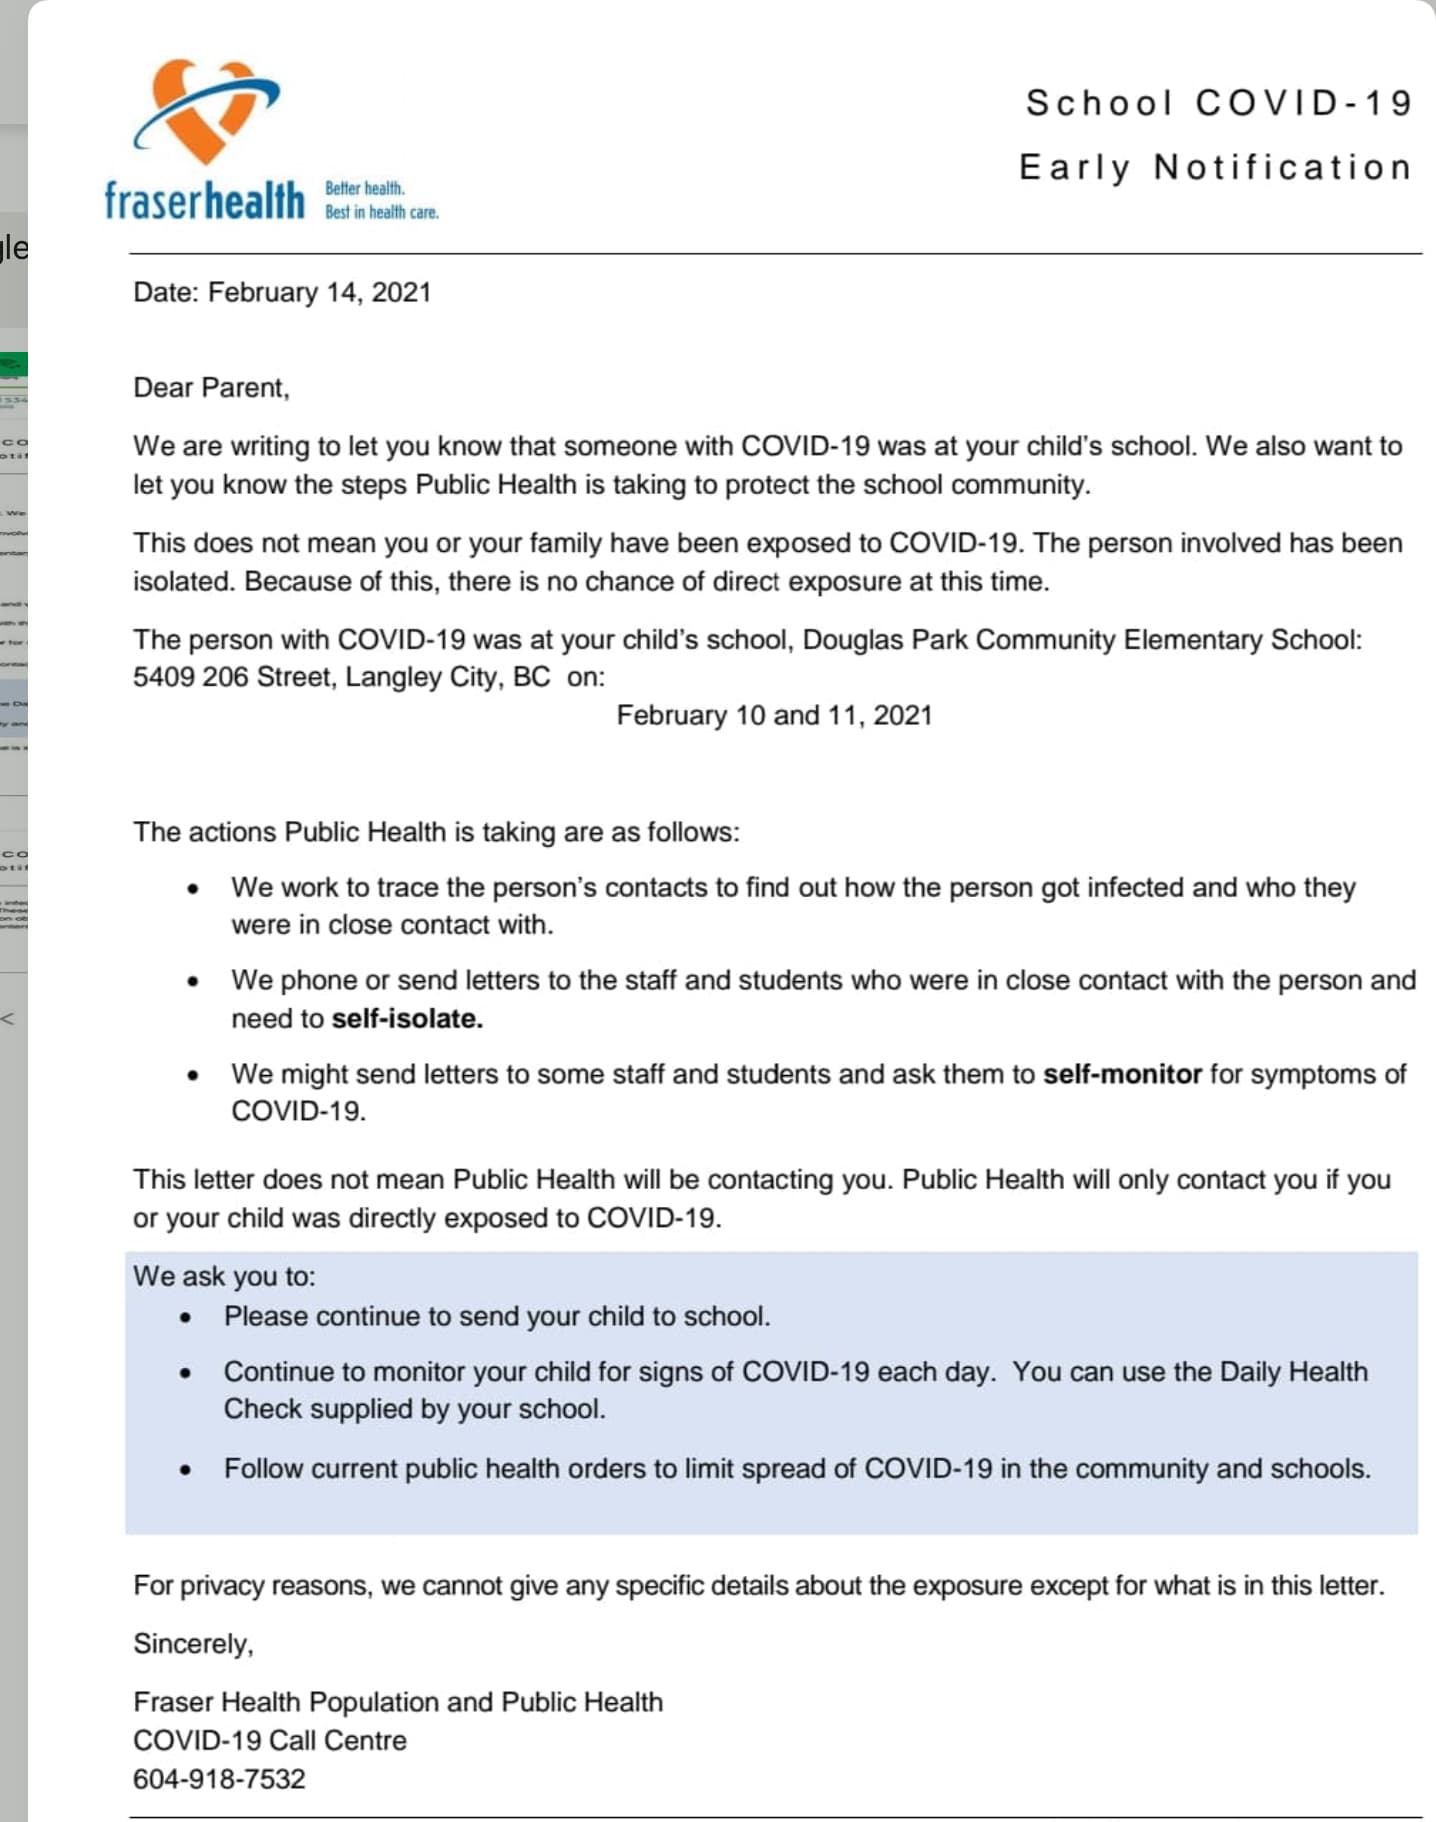 fraserhealth
Better health.
Best in health care.
School COVID-19
Early Notification
gle
Date: February 14, 2021
Dear Parent,
We are writing to let you know that someone with COVID-19 was at your child's school. We also want to
let you know the steps Public Health is taking to protect the school community.
This does not mean you or your family have been exposed to COVID-19. The person involved has been
isolated. Because of this, there is no chance of direct exposure at this time.
The person with COVID-19 was at your child's school, Douglas Park Community Elementary School:
5409 206 Street, Langley City, BC on:
February 10 and 11, 2021
The actions Public Health is taking are as follows:
• We work to trace the person's contacts to find out how the person got infected and who they
were in close contact with.
• We phone or send letters to the staff and students who were in close contact with the person and
need to self-isolate.
• We might send letters to some staff and students and ask them to self-monitor for symptoms of
COVID-19.
This letter does not mean Public Health will be contacting you. Public Health will only contact you if you
or your child was directly exposed to COVID-19.
We ask you to:
• Please continue to send your child to school.
• Continue to monitor your child for signs of COVID-19 each day. You can use the Daily Health
Check supplied by your school.
• Follow current public health orders to limit spread of COVID-19 in the community and schools.
For privacy reasons, we cannot give any specific details about the exposure except for what is in this letter.
Sincerely,
Fraser Health Population and Public Health
COVID-19 Call Centre
604-918-7532